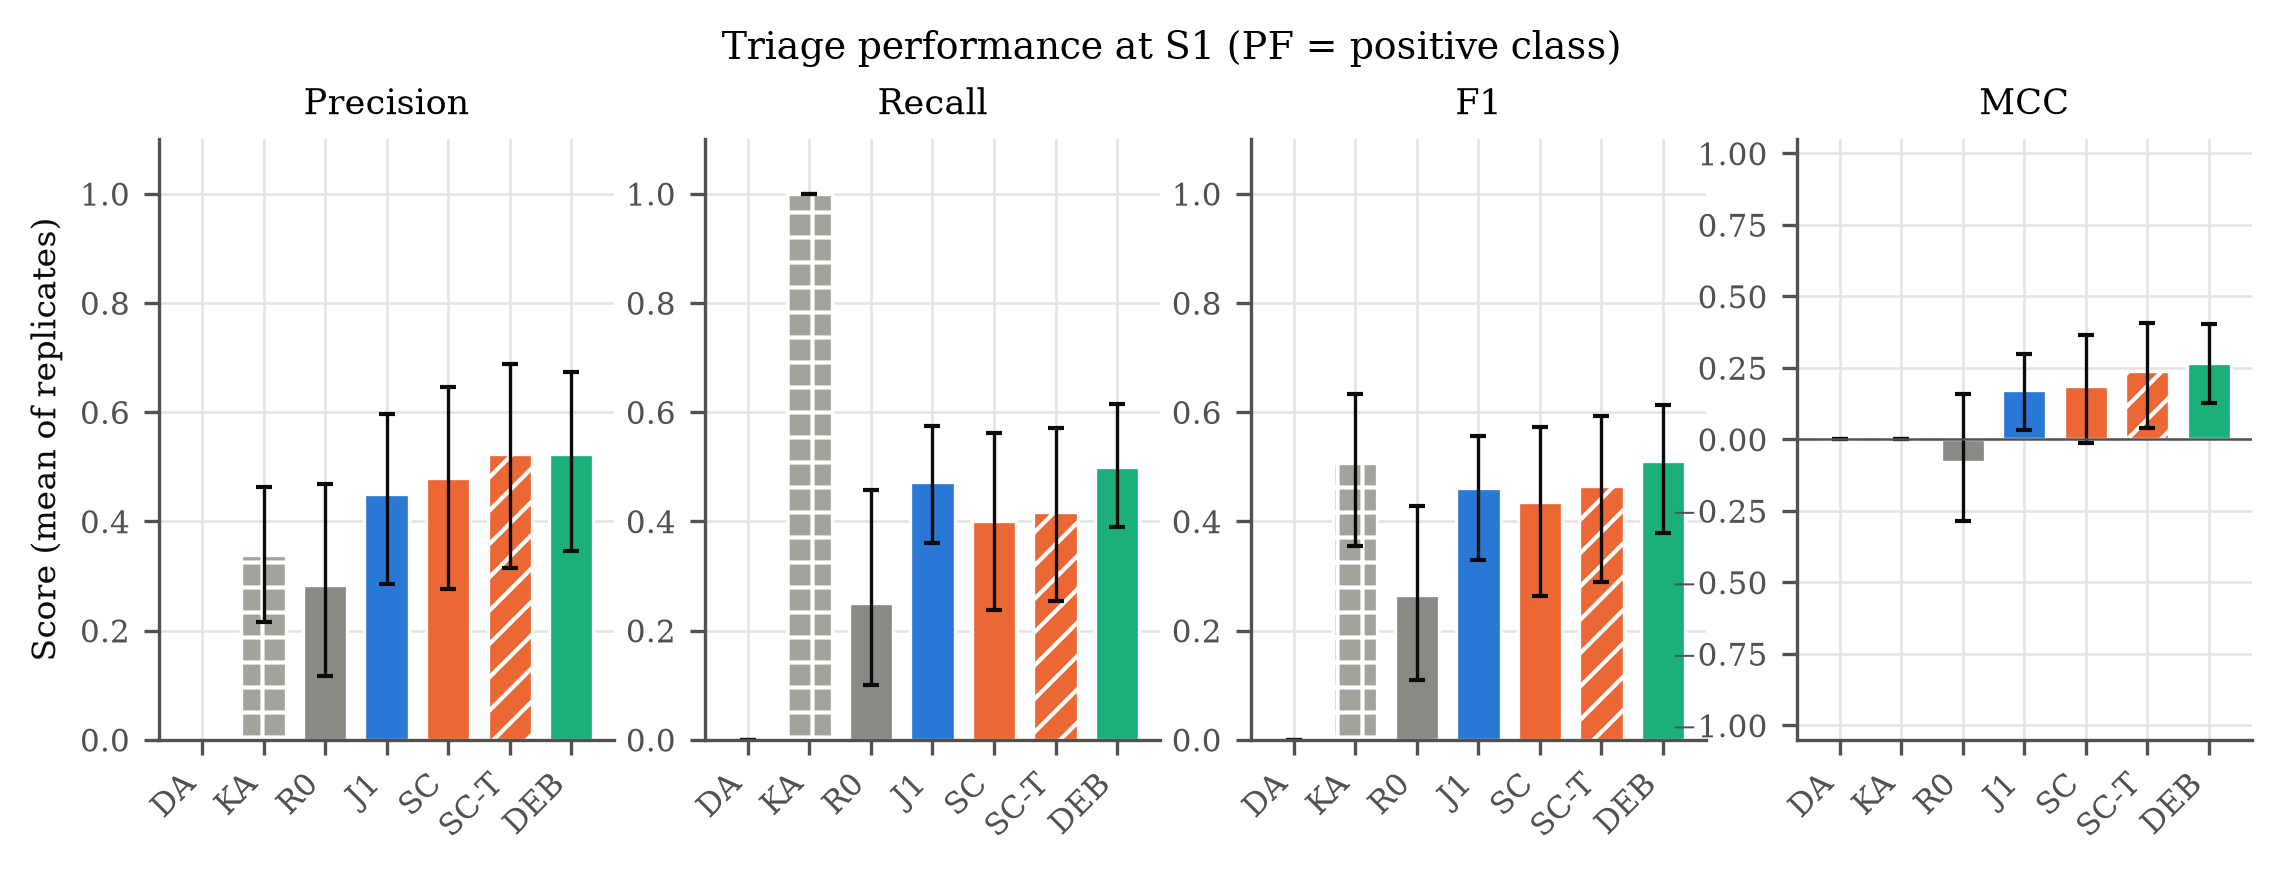 Triage performance at S1 (PF = positive class)
Precision
Recall
F1
MCC
Score (mean of replicates)
1.0
0.8
0.6
0.4
0.2
0.0
DA
KA
R0
J1
SC
SC-T
DEB
1.0
0.8
0.6
0.4
0.2
0.0
DA
KA
R0
J1
SC
SC-T
DEB
1.0
0.8
0.6
0.4
0.2
0.0
DA
KA
R0
J1
SC
SC-T
DEB
1.00
0.75
0.50
0.25
0.00
−0.25
−0.50
−0.75
−1.00
DA
KA
R0
J1
SC
SC-T
DEB